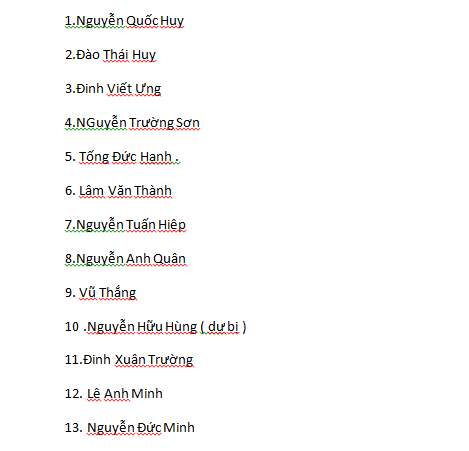 1.Nguyễn Quốc Huy
2.Đào Thái Huy
3.Đinh Viết Ưng
4.NGuyễn Trường Sơn
5. Tống Đức Hạnh .
6. Lâm Văn Thành
7.Nguyễn Tuấn Hiệp
8.Nguyễn Anh Quân
9. Vũ Thắng
10 .Nguyễn Hữu Hùng ( dự bị )
11.Đinh Xuân Trường
12. Lê Anh Minh
13. Nguyễn Đức Minh